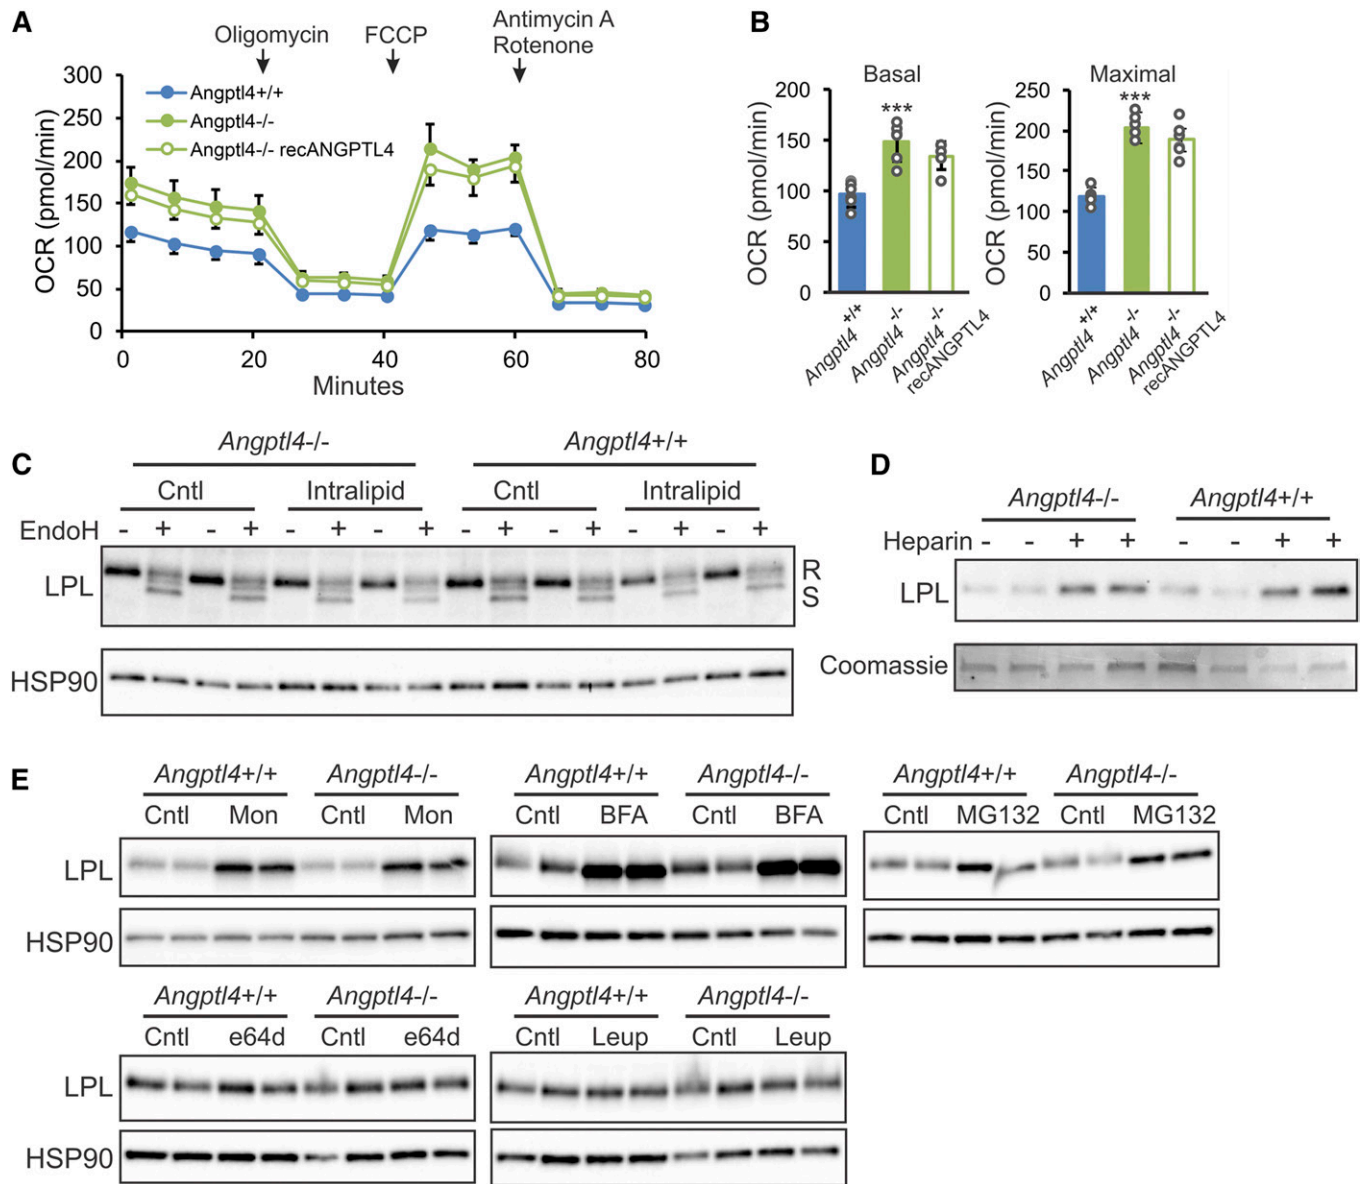 A
Oligomycin
FCCP
Antimycin A
Rotenone
Angptl4+/+
Angptl4-/-
Angptl4-/- recANGPTL4
OCR (pmol/min)
300
250
200
150
100
50
0
0 20 40 60 80
Minutes
B
Basal
OCR (pmol/min)
200
150
100
50
0
***
Angptl4 +/+
Angptl4 -/-
Angptl4 -/-
recANGPTL4
Maximal
OCR (pmol/min)
250
200
150
100
50
0
***
Angptl4 +/+
Angptl4 -/-
Angptl4 -/-
recANGPTL4
C
Angptl4-/- Angptl4+/+
Cntl Intralipid Cntl Intralipid
EndoH - + - + - + - + - + - + - + - +
LPL R
S
HSP90
D
Angptl4-/- Angptl4+/+
Heparin - - + + - - + +
LPL
Coomassie
E
Angptl4+/+ Angptl4-/- Angptl4+/+ Angptl4-/- Angptl4+/+ Angptl4-/-
Cntl Mon Cntl Mon Cntl BFA Cntl BFA Cntl MG132 Cntl MG132
LPL
HSP90
Angptl4+/+ Angptl4-/- Angptl4+/+ Angptl4-/-
Cntl e64d Cntl e64d Cntl Leup Cntl Leup
LPL
HSP90